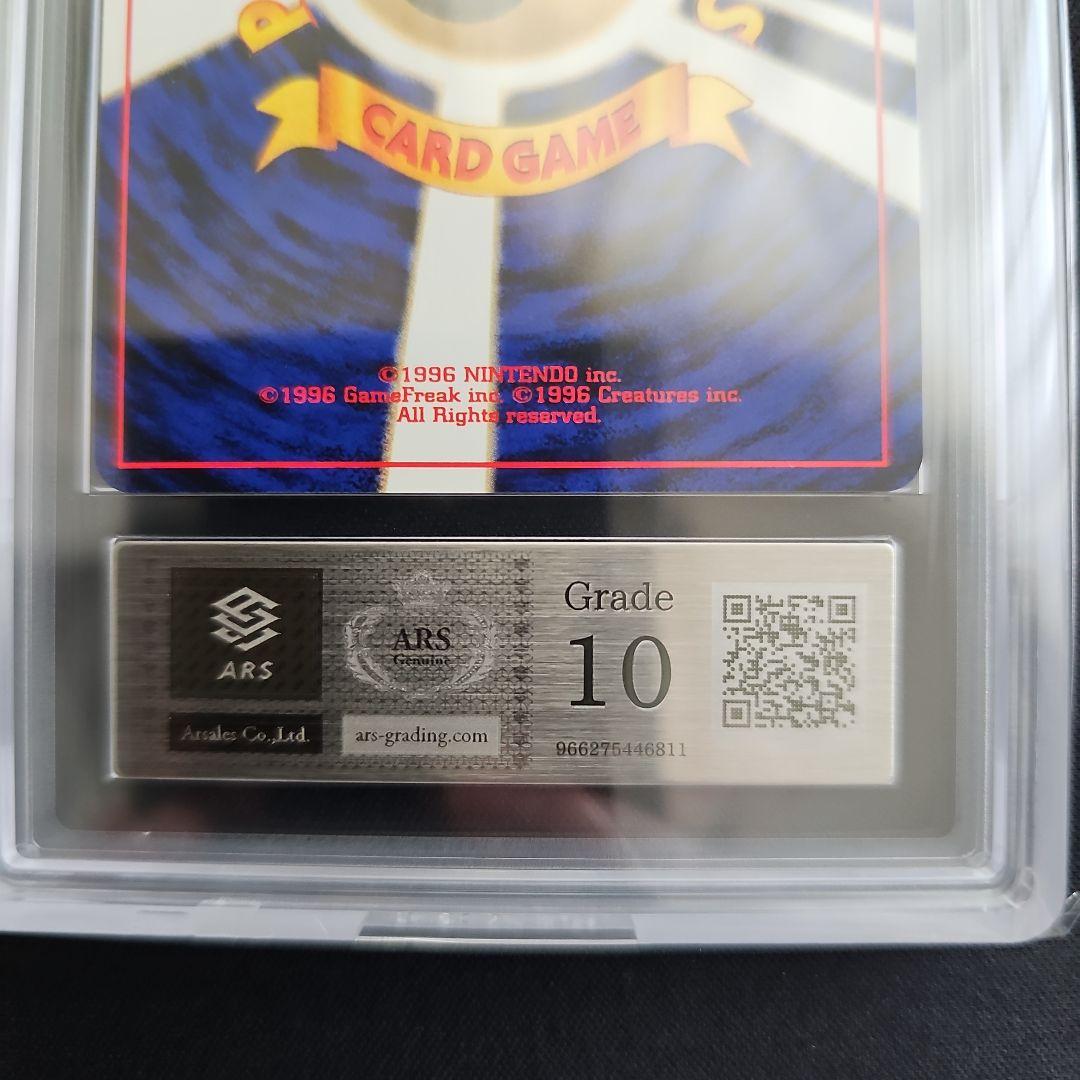 CARD GAME
©1996 NINTENDO inc.
©1996 GameFreak inc. ©1996 Creatures inc.
All Rights reserved.
ARS
Arsales Co.,Ltd.
ARS
Genuine
ars-grading.com
Grade
10
966275446811